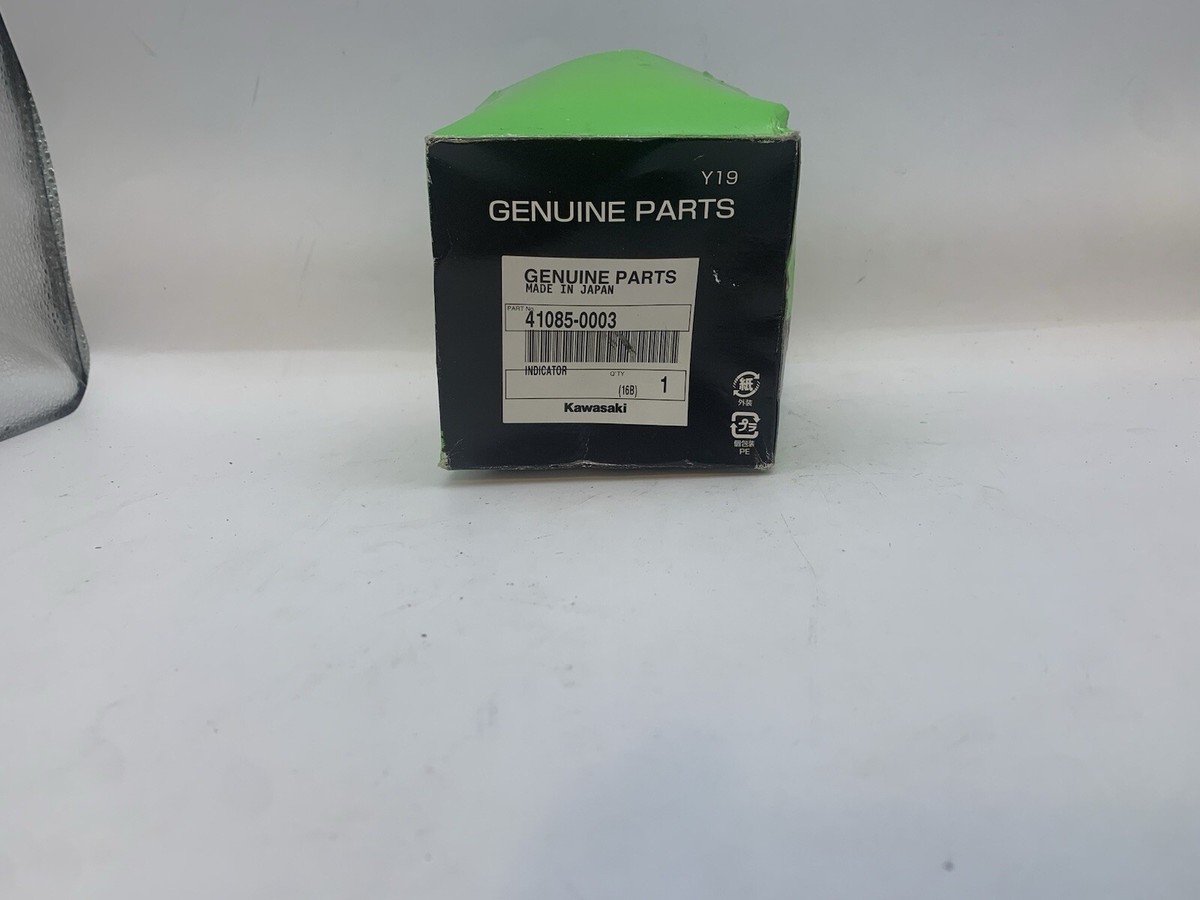 Y19
GENUINE PARTS
GENUINE PARTS
MADE IN JAPAN
PART No.
41085-0003
INDICATOR
Q'TY
(16B)
1
Kawasaki
紙
外装
プラ
個包装
PE